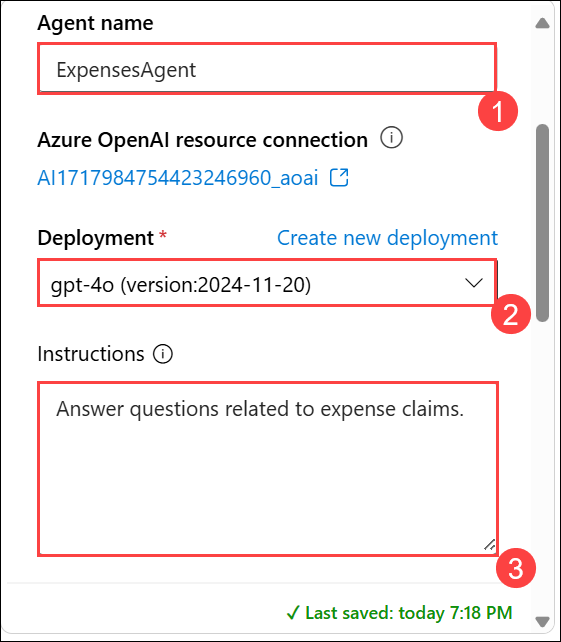 Agent name
ExpensesAgent
1
Azure OpenAI resource connection
AI1717984754423246960_aoai
Deployment * Create new deployment
gpt-4o (version:2024-11-20)
2
Instructions
Answer questions related to expense claims.
3
Last saved: today 7:18 PM